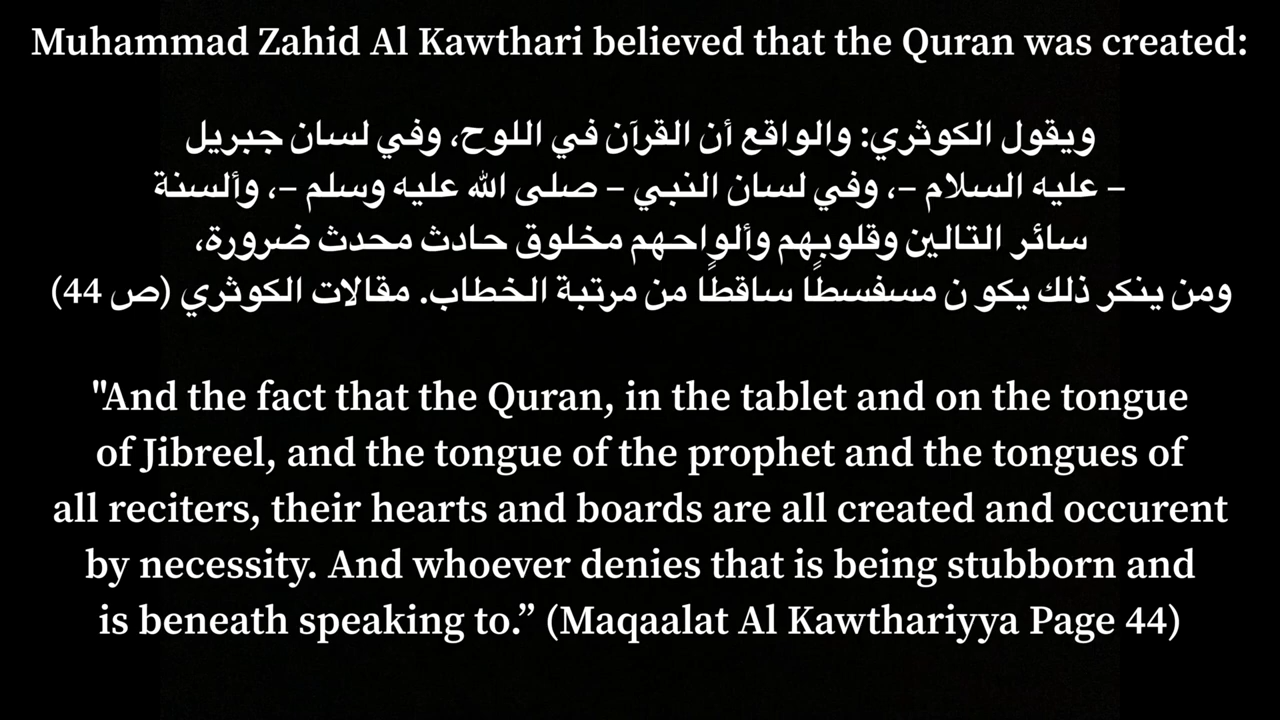 Muhammad Zahid Al Kawthari believed that the Quran was created:
ويقول الكوثري: والواقع أن القرآن في اللوح، وفي لسان جبريل
– عليه السلام –، وفي لسان النبي – صلى الله عليه وسلم –، وألسنة
سائر التالين وقلوبهم وألواحهم مخلوق حادث محدث ضرورة،
ومن ينكر ذلك يكو ن مسفسطًا ساقطًا من مرتبة الخطاب. مقالات الكوثري (ص 44)
"And the fact that the Quran, in the tablet and on the tongue
of Jibreel, and the tongue of the prophet and the tongues of
all reciters, their hearts and boards are all created and occurent
by necessity. And whoever denies that is being stubborn and
is beneath speaking to.” (Maqaalat Al Kawthariyya Page 44)